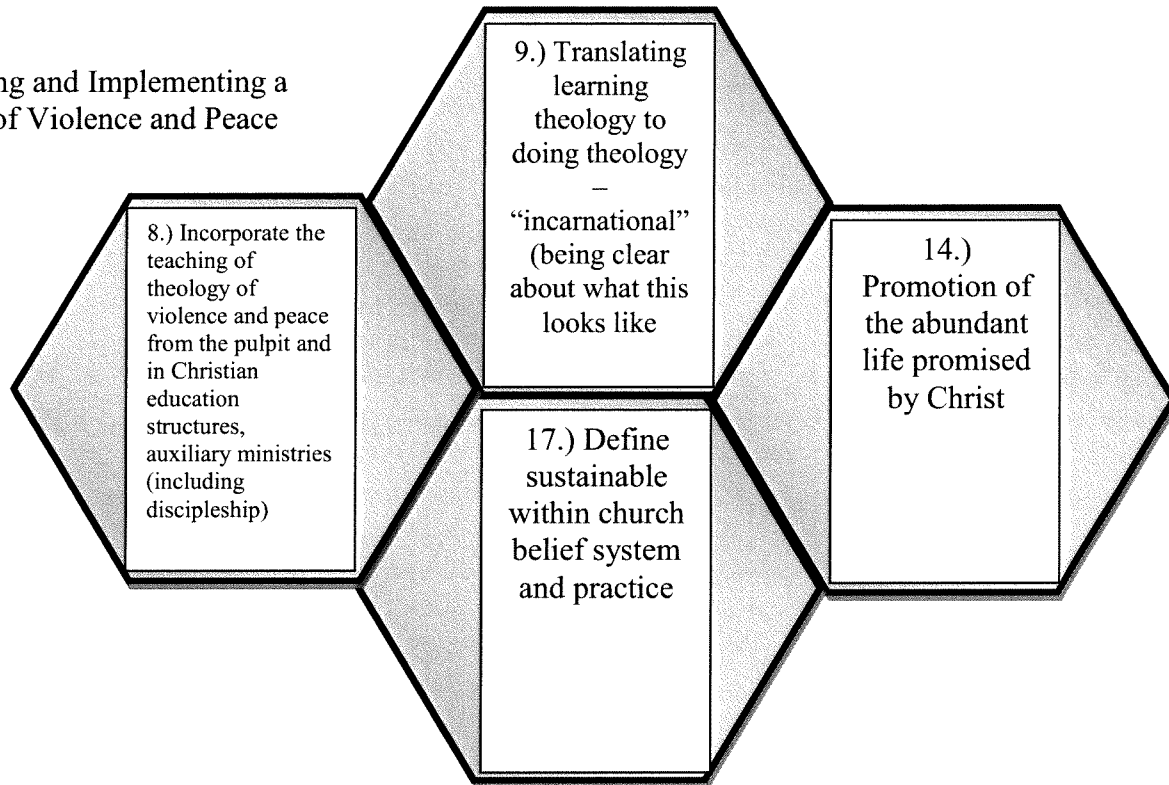 ng and Implementing a
of Violence and Peace
9.) Translating
learning
theology to
doing theology
–
“incarnational”
(being clear
about what this
looks like
8.) Incorporate the
teaching of
theology of
violence and peace
from the pulpit and
in Christian
education
structures,
auxiliary ministries
(including
discipleship)
14.)
Promotion of
the abundant
life promised
by Christ
17.) Define
sustainable
within church
belief system
and practice